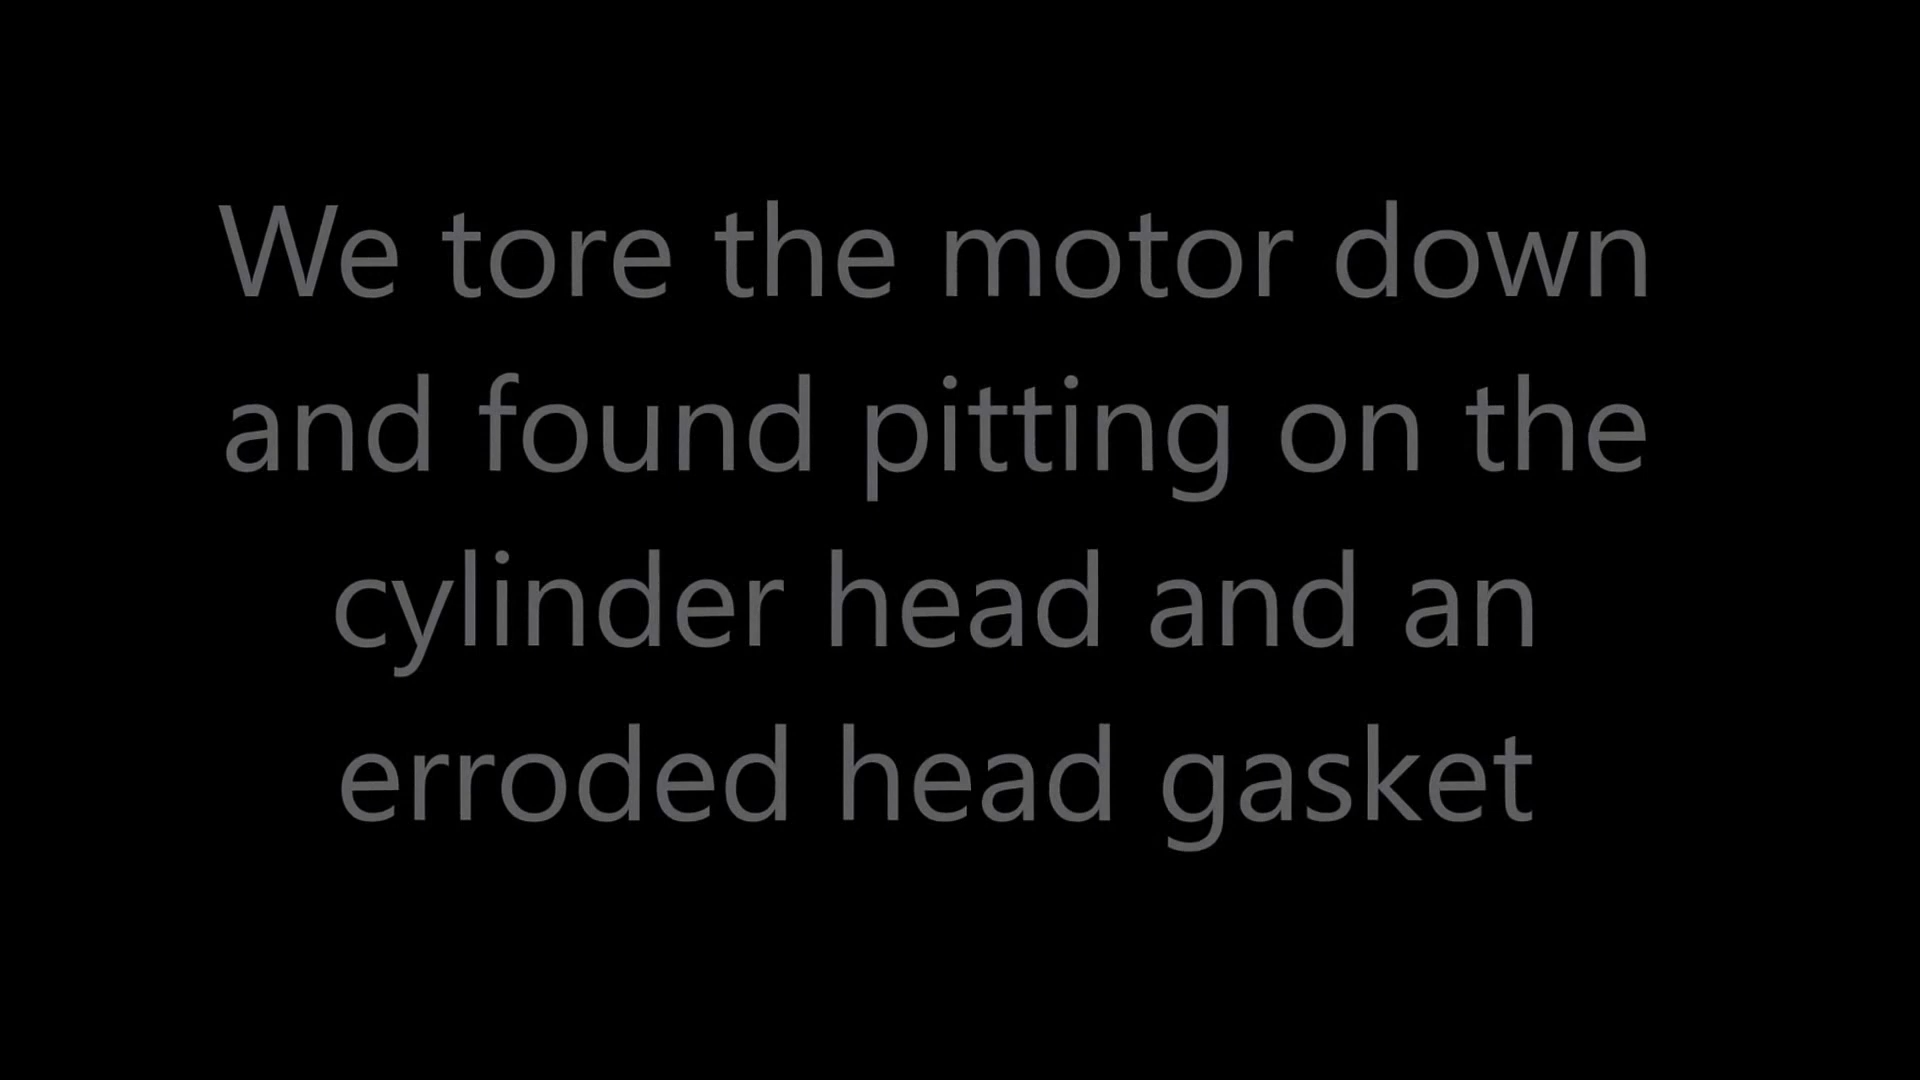 We tore the motor down
and found pitting on the
cylinder head and an
erroded head gasket